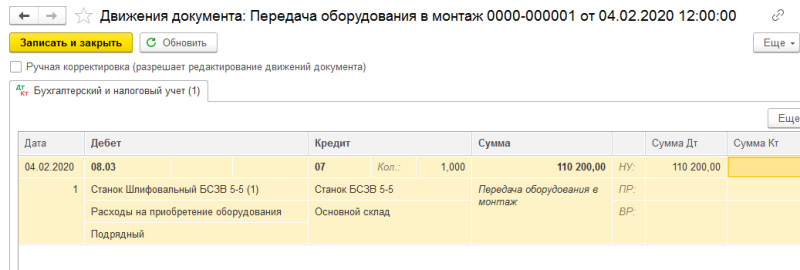 Движения документа: Передача оборудования в монтаж 0000-000001 от 04.02.2020 12:00:00
Записать и закрыть Обновить Еще
Ручная корректировка (разрешает редактирование движений документа)
Дт Кт Бухгалтерский и налоговый учет (1)
Еще
Дата Дебет Кредит Сумма Сумма Дт Сумма Кт
04.02.2020 08.03 07 Кол.: 1,000 110 200,00 НУ: 110 200,00
1 Станок Шлифовальный БСЗВ 5-5 (1) Станок БСЗВ 5-5 Передача оборудования в ПР:
монтаж
Расходы на приобретение оборудования Основной склад ВР:
Подрядный